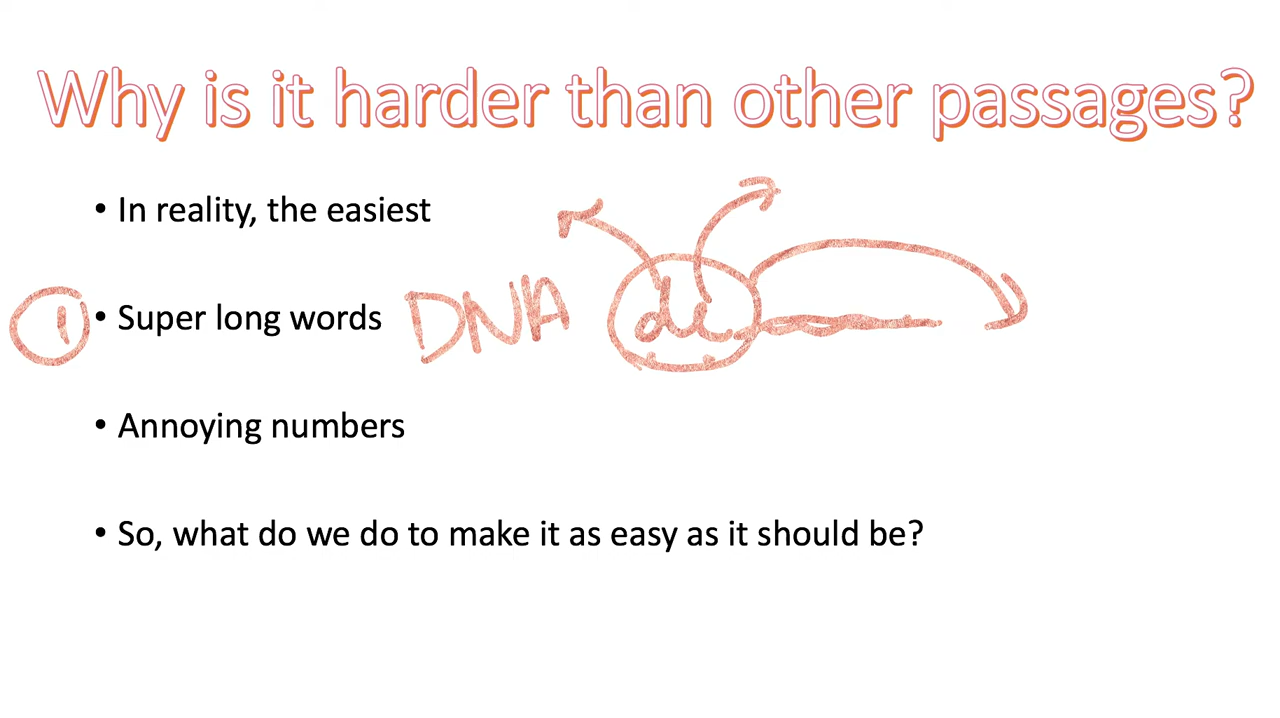 Why is it harder than other passages?
• In reality, the easiest
1 • Super long words DNA de
• Annoying numbers
• So, what do we do to make it as easy as it should be?